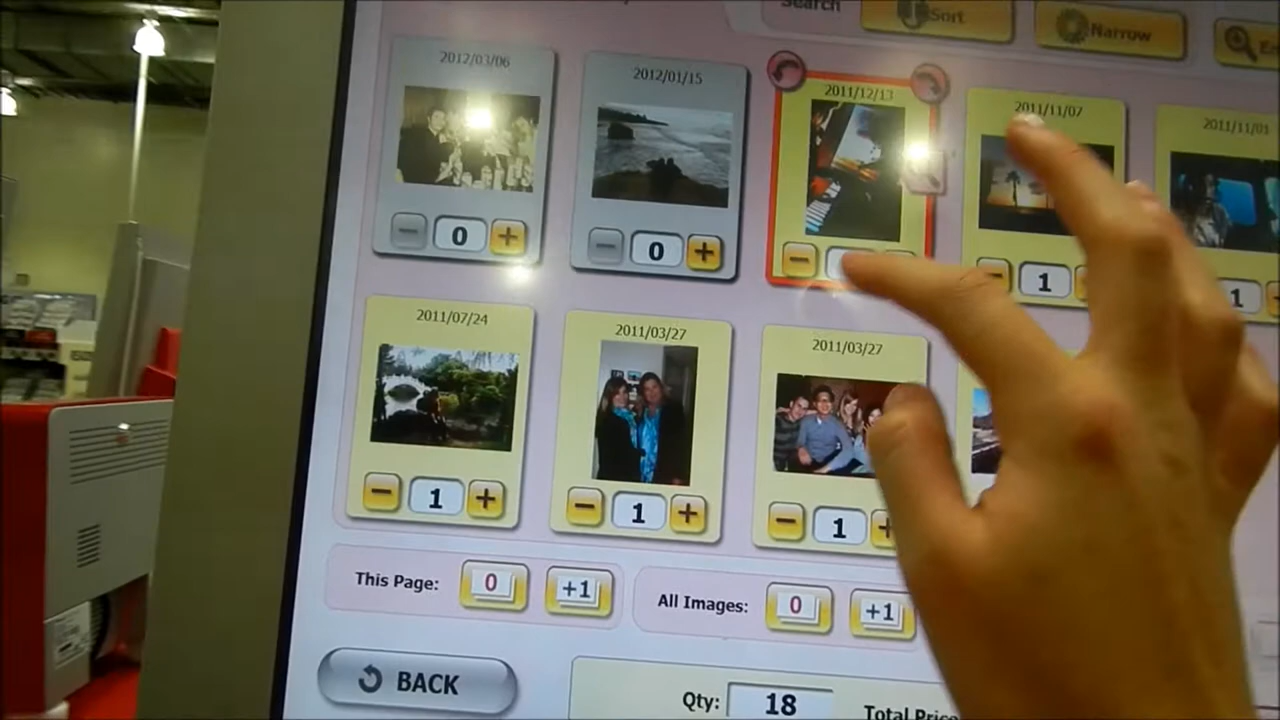 Search
Sort
Narrow
2012/03/06
2012/01/15
2011/12/13
2011/11/07
2011/11/01
0
0
1
1
2011/07/24
2011/03/27
2011/03/27
1
1
1
This Page: 0 +1
All Images: 0 +1
BACK
Qty: 18
Total Price